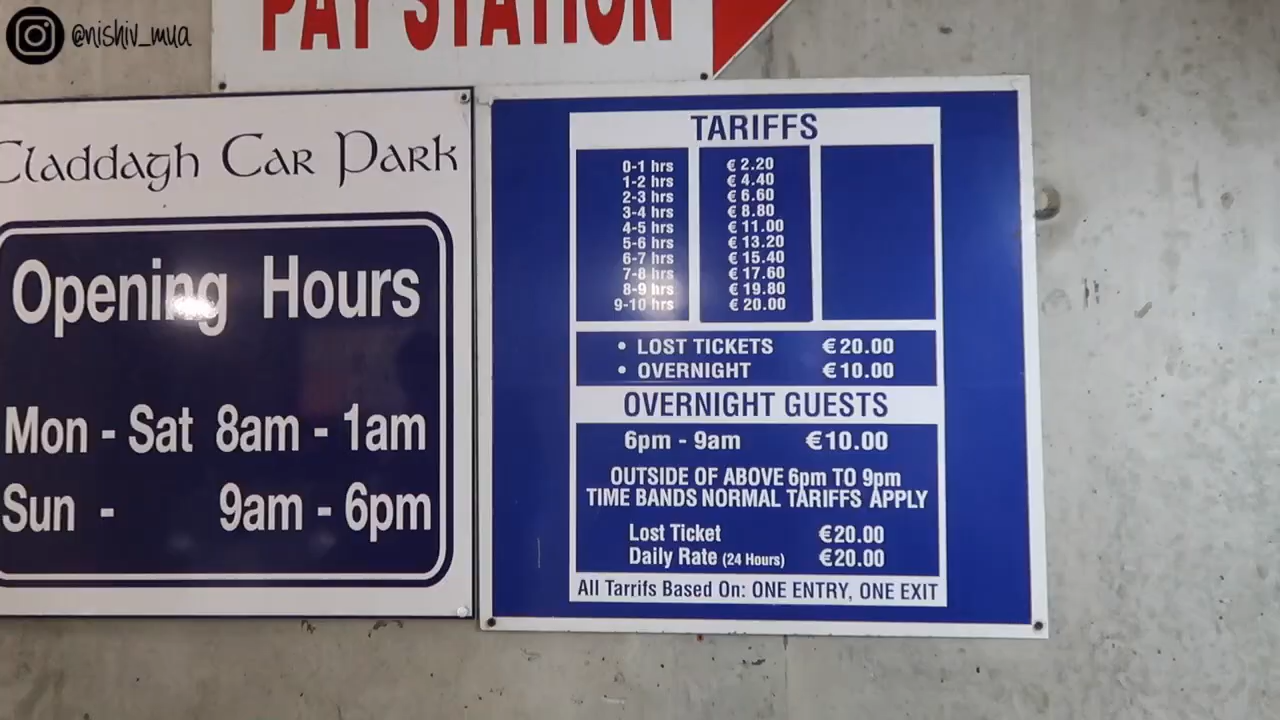 @nishiv_mua
PAY STATION
Claddagh Car Park
Opening Hours
Mon - Sat 8am - 1am
Sun - 9am - 6pm
TARIFFS
0-1 hrs € 2.20
1-2 hrs € 4.40
2-3 hrs € 6.60
3-4 hrs € 8.80
4-5 hrs € 11.00
5-6 hrs € 13.20
6-7 hrs € 15.40
7-8 hrs € 17.60
8-9 hrs € 19.80
9-10 hrs € 20.00
• LOST TICKETS €20.00
• OVERNIGHT €10.00
OVERNIGHT GUESTS
6pm - 9am €10.00
OUTSIDE OF ABOVE 6pm TO 9pm
TIME BANDS NORMAL TARIFFS APPLY
Lost Ticket €20.00
Daily Rate (24 Hours) €20.00
All Tarrifs Based On: ONE ENTRY, ONE EXIT